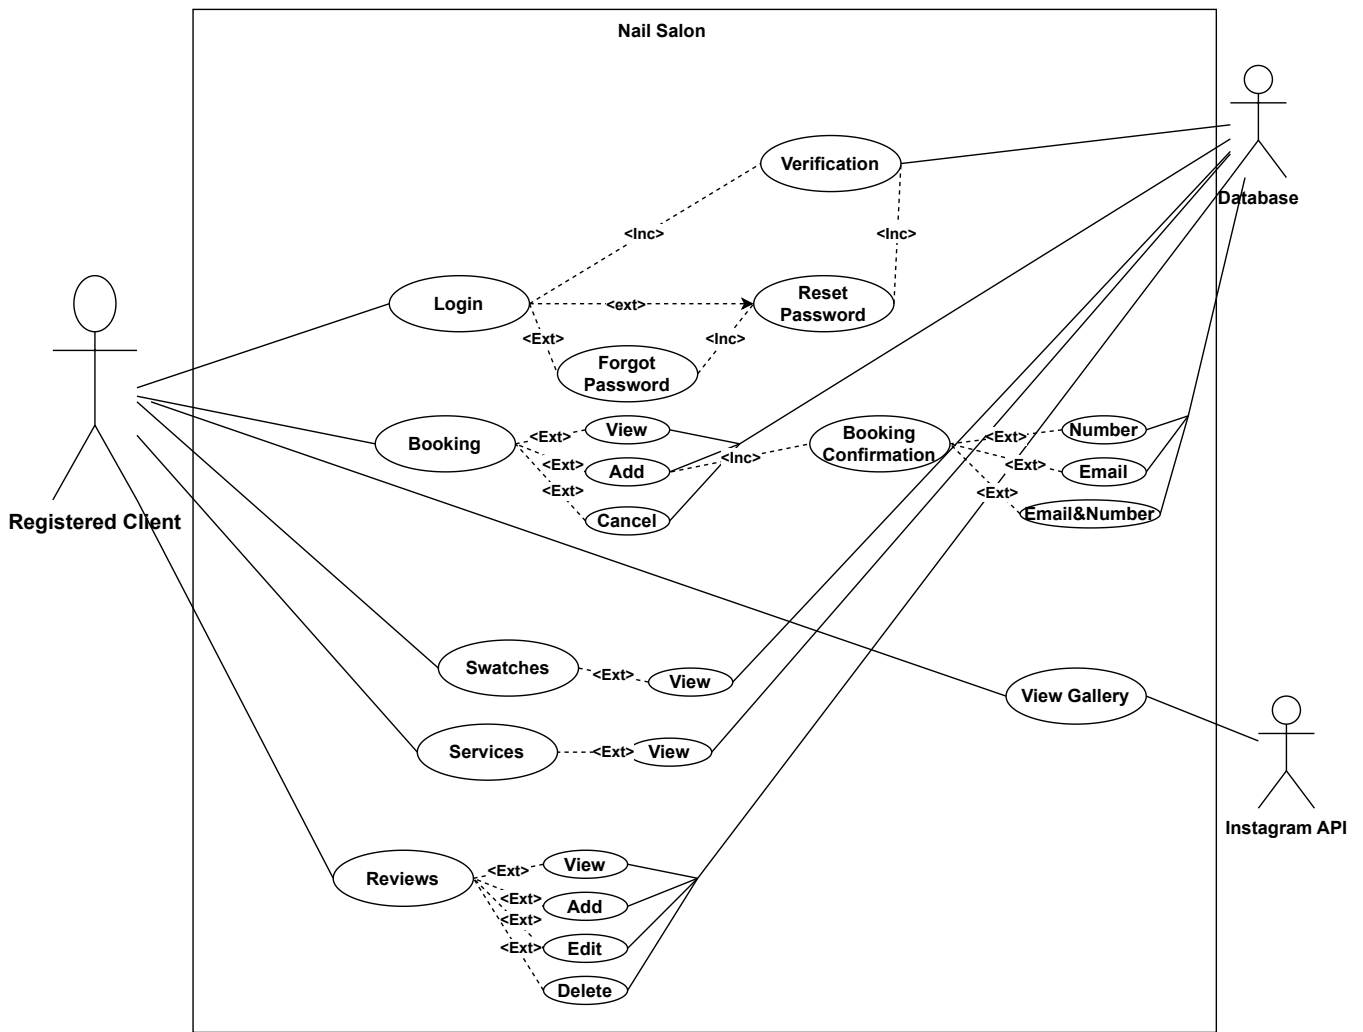 Nail Salon
Verification
Database
<Inc>
<Inc>
Login
<ext>
Reset
Password
<Ext>
<Inc>
Forgot
Password
Registered Client
Booking
<Ext>
View
<Ext>
Add
<Ext>
Cancel
<Inc>
Booking
Confirmation
<Ext>
Number
<Ext>
Email
<Ext>
Email&Number
Swatches
<Ext>
View
View Gallery
Services
<Ext>
View
Instagram API
Reviews
<Ext>
View
<Ext>
Add
<Ext>
Edit
<Ext>
Delete